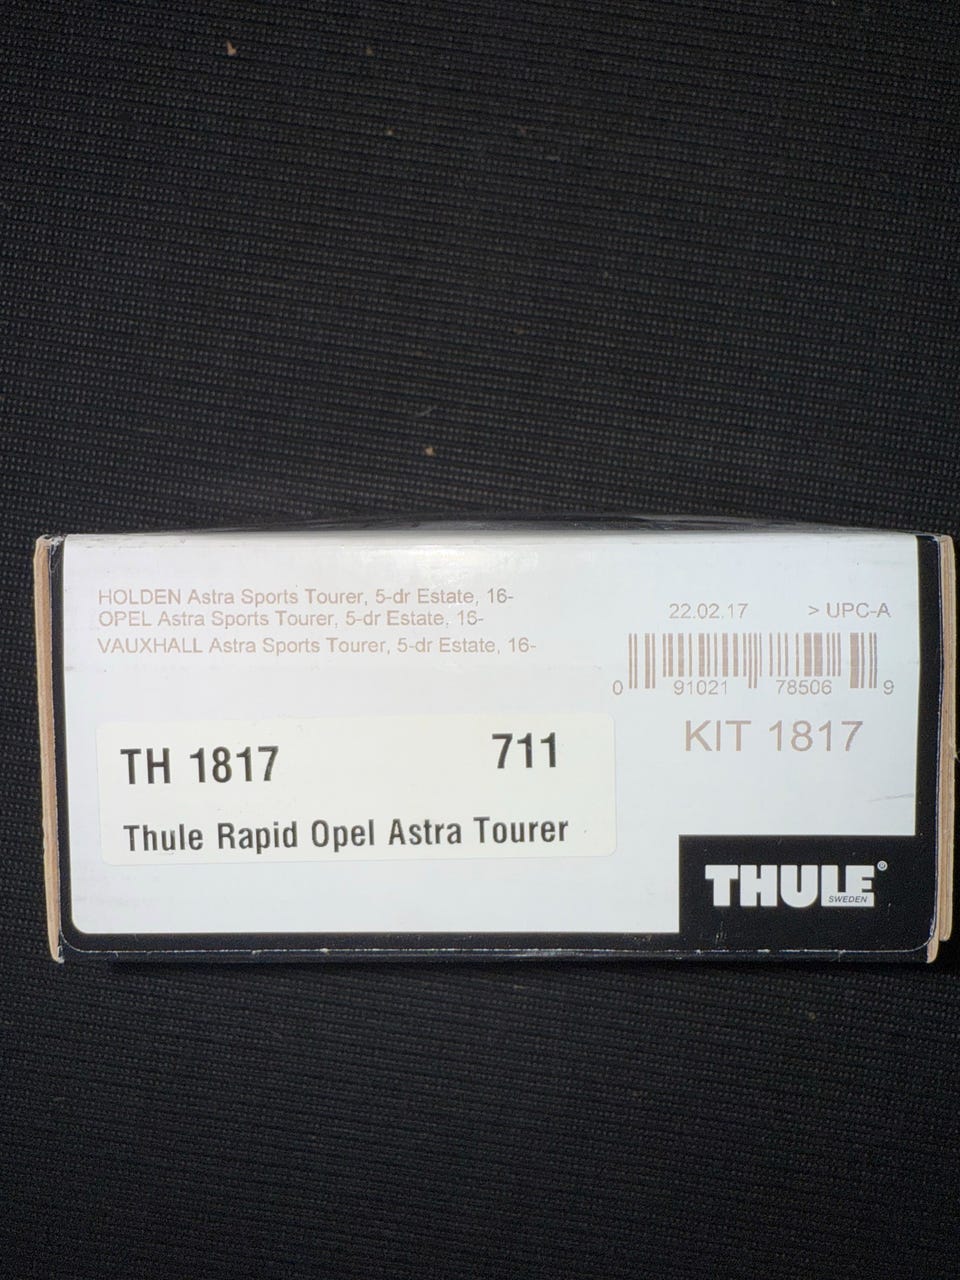 HOLDEN Astra Sports Tourer, 5-dr Estate, 16-
OPEL Astra Sports Tourer, 5-dr Estate, 16-
VAUXHALL Astra Sports Tourer, 5-dr Estate, 16-
22.02.17 > UPC-A
0 91021 78506 9
KIT 1817
TH 1817 711
Thule Rapid Opel Astra Tourer
THULE®
SWEDEN